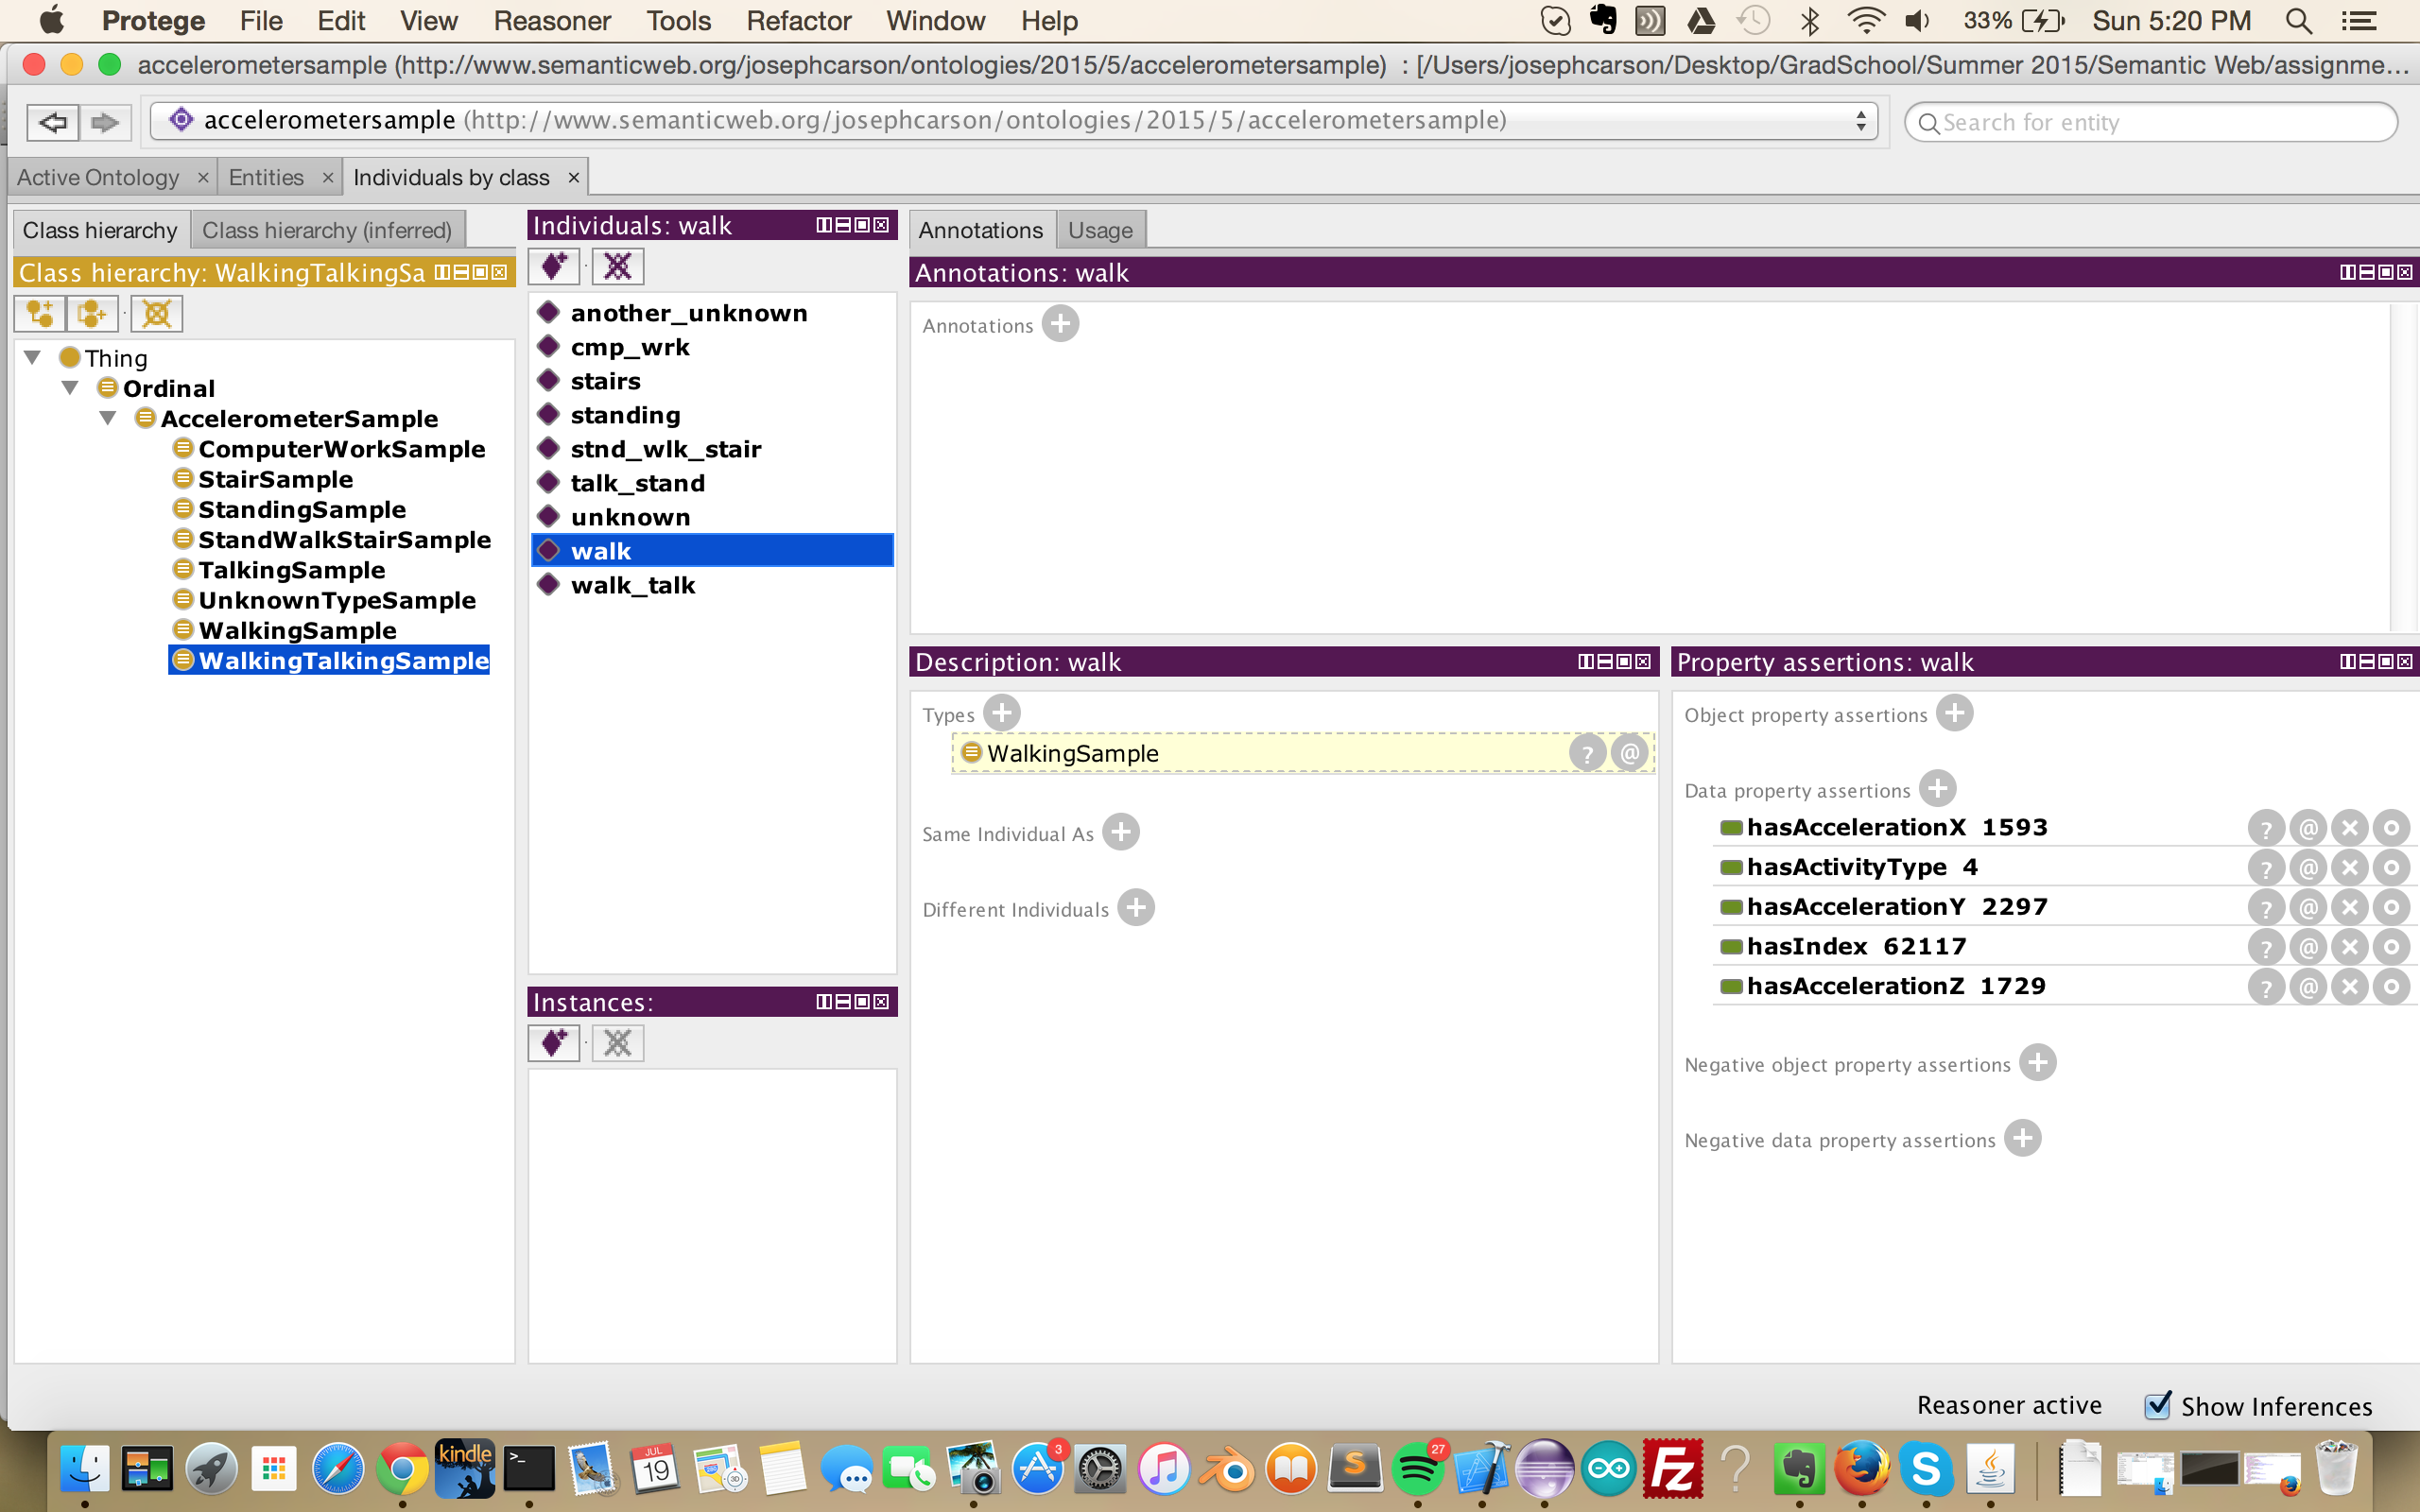 Protege File Edit View Reasoner Tools Refactor Window Help 33% Sun 5:20 PM
accelerometersample (http://www.semanticweb.org/josephcarson/ontologies/2015/5/accelerometersample) : [/Users/josephcarson/Desktop/GradSchool/Summer 2015/Semantic Web/assignme...
accelerometersample (http://www.semanticweb.org/josephcarson/ontologies/2015/5/accelerometersample)
Search for entity
Active Ontology × Entities × Individuals by class ×
Class hierarchy Class hierarchy (inferred)
Class hierarchy: WalkingTalkingSa
Thing
Ordinal
AccelerometerSample
ComputerWorkSample
StairSample
StandingSample
StandWalkStairSample
TalkingSample
UnknownTypeSample
WalkingSample
WalkingTalkingSample
Individuals: walk
another_unknown
cmp_wrk
stairs
standing
stnd_wlk_stair
talk_stand
unknown
walk
walk_talk
Instances:
Annotations Usage
Annotations: walk
Annotations
Description: walk
Types
WalkingSample ? @
Same Individual As
Different Individuals
Property assertions: walk
Object property assertions
Data property assertions
hasAccelerationX 1593 ? @
hasActivityType 4 ? @
hasAccelerationY 2297 ? @
hasIndex 62117 ? @
hasAccelerationZ 1729 ? @
Negative object property assertions
Negative data property assertions
Reasoner active Show Inferences
kindle
>_
JUL
19
3
S
27
Fz
?
S